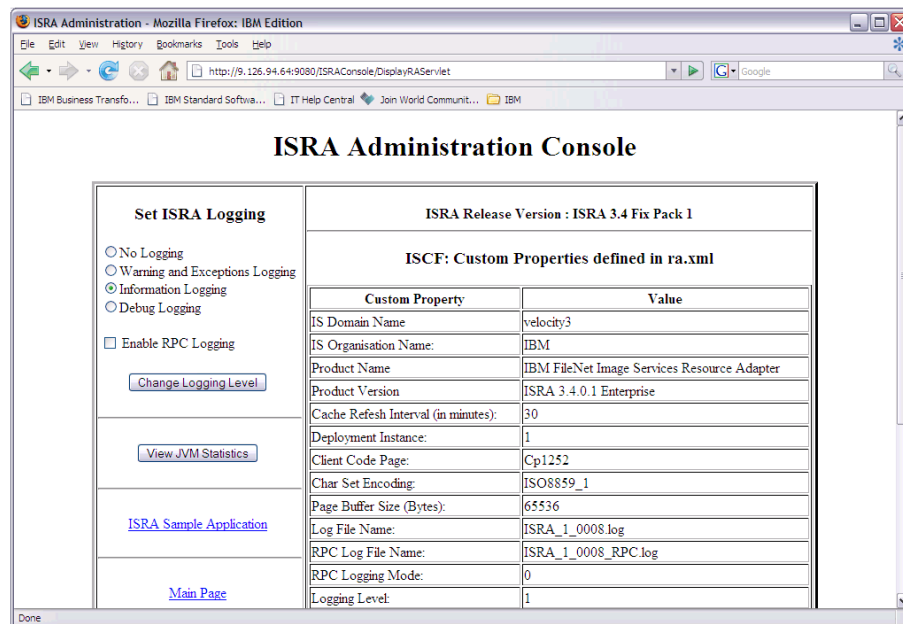 ISRA Administration - Mozilla Firefox: IBM Edition
File Edit View History Bookmarks Tools Help
http://9.126.94.64:9080/ISRAConsole/DisplayRAServlet
Google
IBM Business Transfo... IBM Standard Softwa... IT Help Central Join World Communit... IBM
ISRA Administration Console
Set ISRA Logging
No Logging
Warning and Exceptions Logging
Information Logging
Debug Logging
Enable RPC Logging
Change Logging Level
View JVM Statistics
ISRA Sample Application
Main Page
ISRA Release Version : ISRA 3.4 Fix Pack 1
ISCF: Custom Properties defined in ra.xml
Custom Property Value
IS Domain Name velocity3
IS Organisation Name: IBM
Product Name IBM FileNet Image Services Resource Adapter
Product Version ISRA 3.4.0.1 Enterprise
Cache Refesh Interval (in minutes): 30
Deployment Instance: 1
Client Code Page: Cp1252
Char Set Encoding: ISO8859_1
Page Buffer Size (Bytes): 65536
Log File Name: ISRA_1_0008.log
RPC Log File Name: ISRA_1_0008_RPC.log
RPC Logging Mode: 0
Logging Level: 1
Done